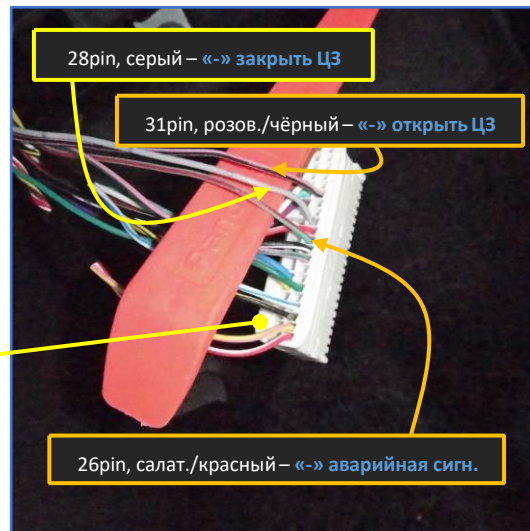 28pin, серый – «-» закрыть ЦЗ
31pin, розов./чёрный – «-» открыть ЦЗ
26pin, салат./красный – «-» аварийная сигн.